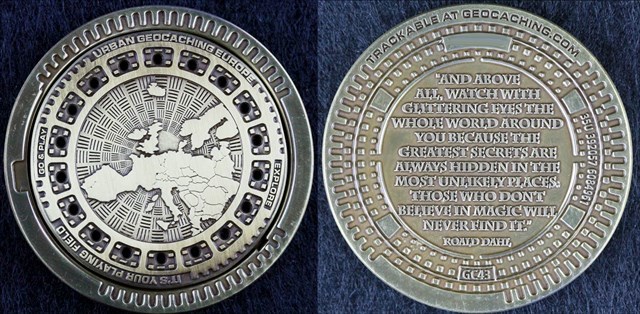 URBAN GEOCACHING EUROPE
GO & PLAY
EXPLORE
IT'S YOUR PLAYING FIELD
TRACKABLE AT GEOCACHING.COM
"AND ABOVE
ALL, WATCH WITH
GLITTERING EYES THE
WHOLE WORLD AROUND
YOU BECAUSE THE
GREATEST SECRETS ARE
ALWAYS HIDDEN IN THE
MOST UNLIKELY PLACES.
THOSE WHO DON'T
BELIEVE IN MAGIC WILL
NEVER FIND IT."
ROALD DAHL
GC43